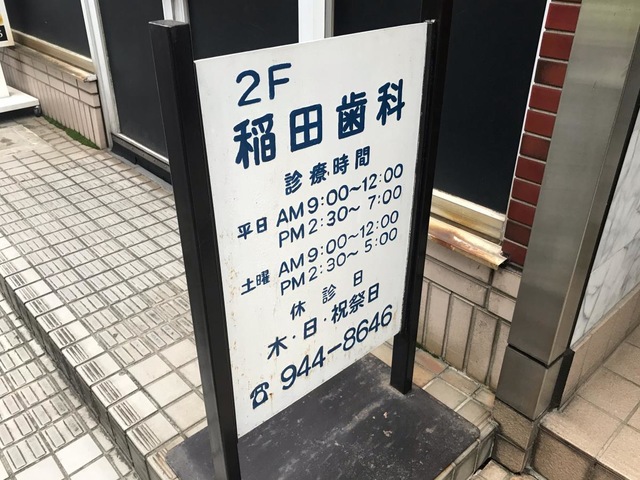 2F
稲田歯科
診療時間
平日 AM 9:00～12:00
PM 2:30～ 7:00
土曜 AM 9:00～12:00
PM 2:30～ 5:00
休診日
木・日・祝祭日
☎ 944-8646